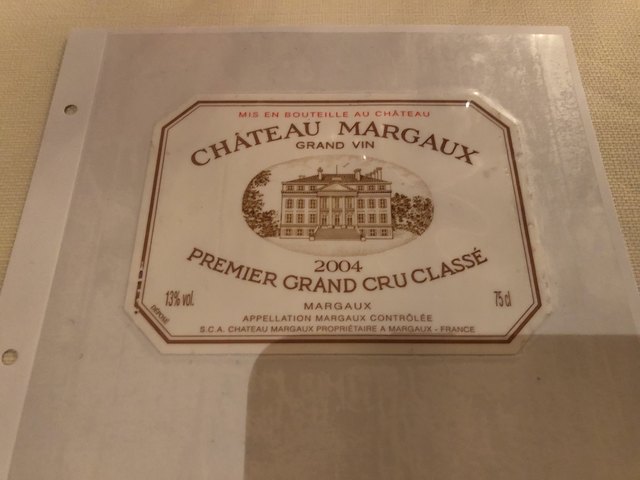 MIS EN BOUTEILLE AU CHÂTEAU
CHÂTEAU MARGAUX
GRAND VIN
2004
PREMIER GRAND CRU CLASSÉ
13% vol.
MARGAUX
75 cl
APPELLATION MARGAUX CONTRÔLÉE
DÉPOSÉ
S.C.A. CHATEAU MARGAUX PROPRIÉTAIRE A MARGAUX - FRANCE